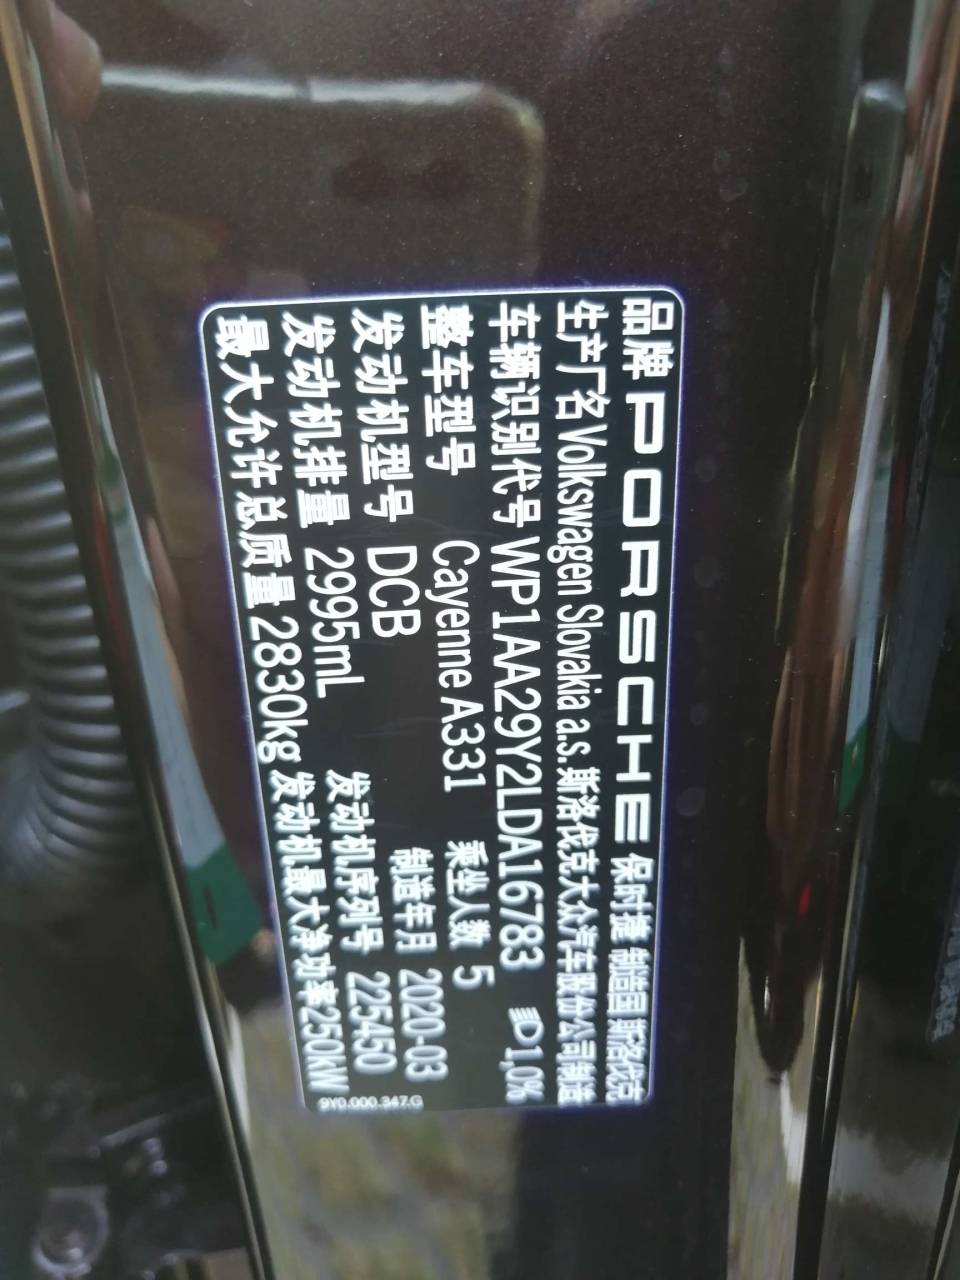 品牌 PORSCHE 保时捷 制造国 斯洛伐克
生产厂名 Volkswagen Slovakia a.s. 斯洛伐克大众汽车股份公司制造
车辆识别代号 WP1AA29Y2LDA16783 1,0%
整车型号 Cayenne A331 乘坐人数 5
发动机型号 DCB 制造年月 2020-03
发动机排量 2995mL 发动机序列号 225450
最大允许总质量 2830kg 发动机最大净功率 250kW
9Y0.000.347.G